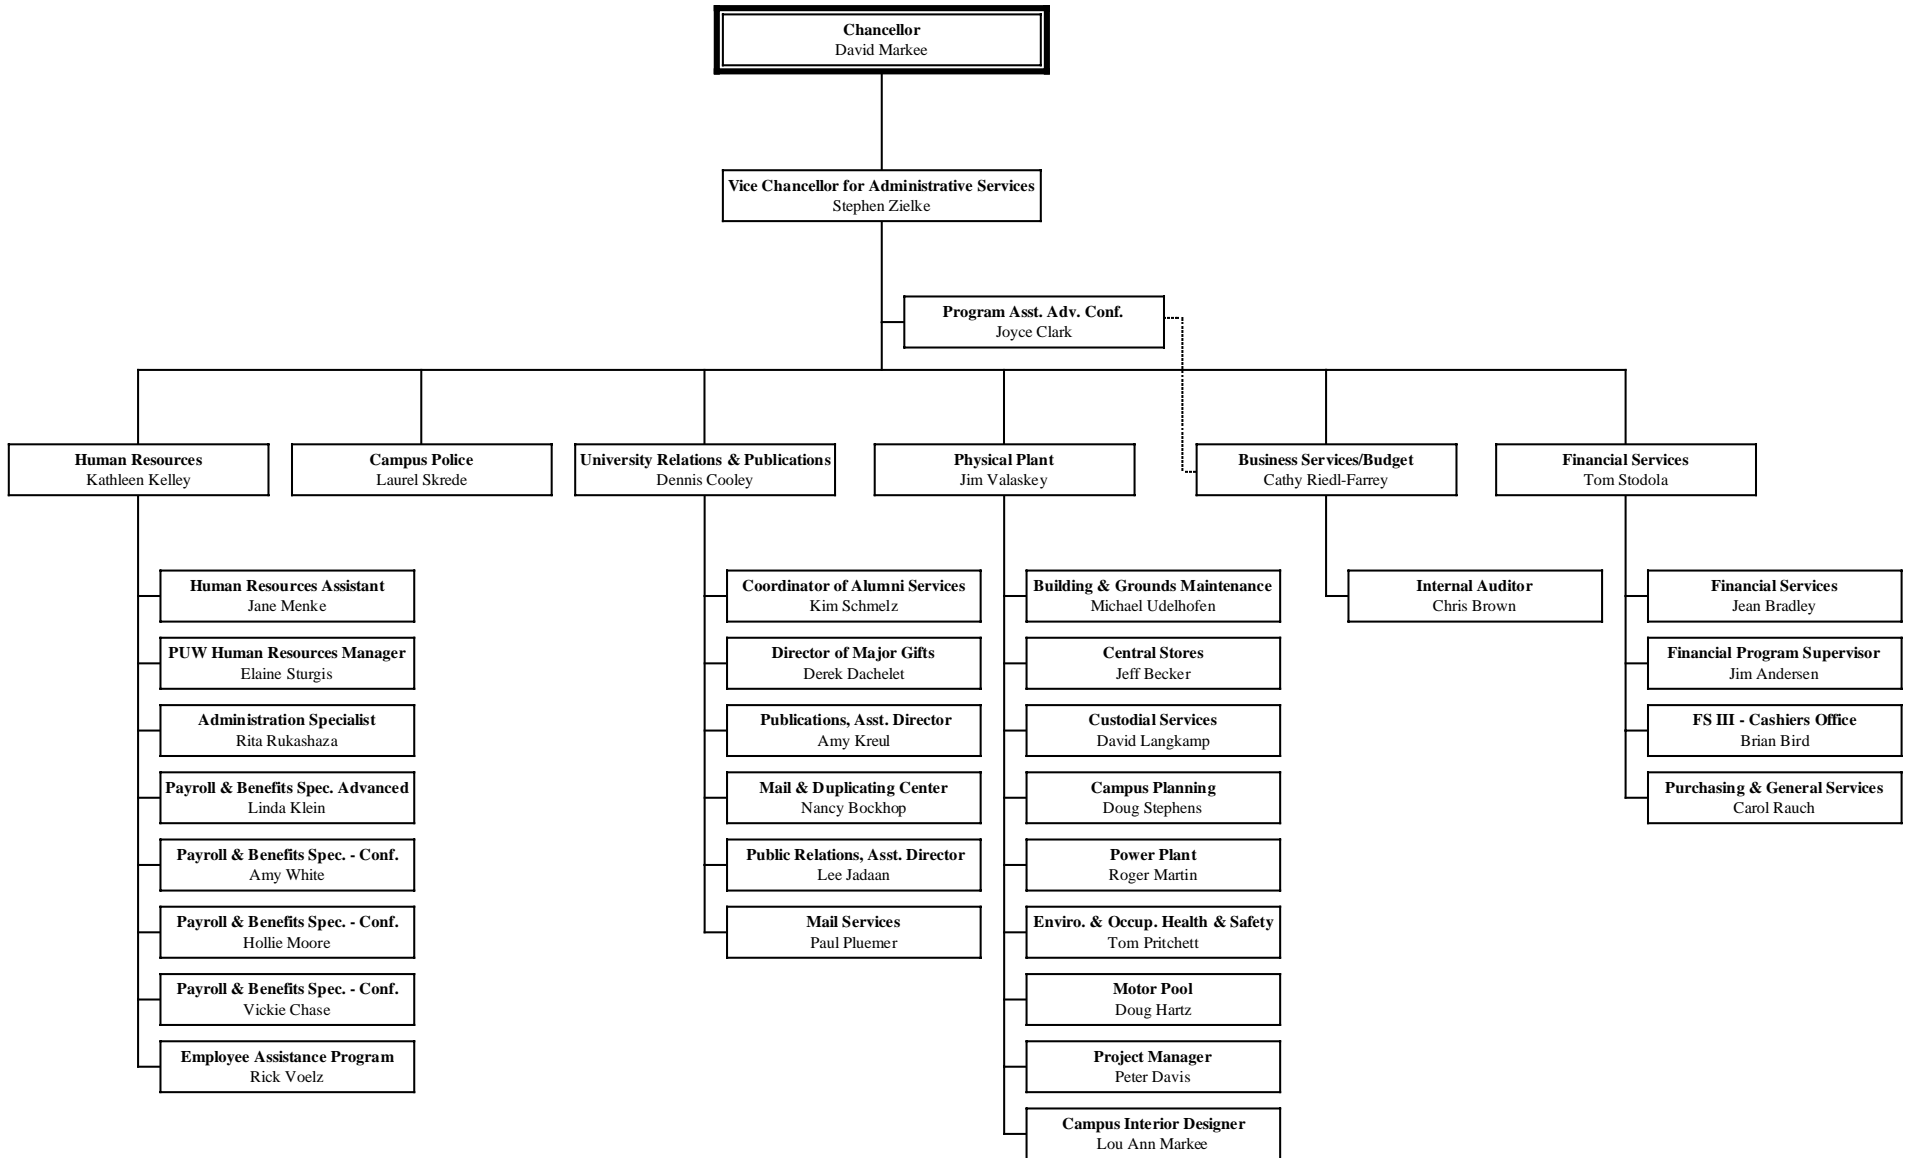 Chancellor
David Markee
Vice Chancellor for Administrative Services
Stephen Zielke
Program Asst. Adv. Conf.
Joyce Clark
Human Resources
Kathleen Kelley
Campus Police
Laurel Skrede
University Relations & Publications
Dennis Cooley
Physical Plant
Jim Valaskey
Business Services/Budget
Cathy Riedl-Farrey
Financial Services
Tom Stodola
Human Resources Assistant
Jane Menke
PUW Human Resources Manager
Elaine Sturgis
Administration Specialist
Rita Rukashaza
Payroll & Benefits Spec. Advanced
Linda Klein
Payroll & Benefits Spec. - Conf.
Amy White
Payroll & Benefits Spec. - Conf.
Hollie Moore
Payroll & Benefits Spec. - Conf.
Vickie Chase
Employee Assistance Program
Rick Voelz
Coordinator of Alumni Services
Kim Schmelz
Director of Major Gifts
Derek Dachelet
Publications, Asst. Director
Amy Kreul
Mail & Duplicating Center
Nancy Bockhop
Public Relations, Asst. Director
Lee Jadaan
Mail Services
Paul Pluemer
Building & Grounds Maintenance
Michael Udelhofen
Central Stores
Jeff Becker
Custodial Services
David Langkamp
Campus Planning
Doug Stephens
Power Plant
Roger Martin
Enviro. & Occup. Health & Safety
Tom Pritchett
Motor Pool
Doug Hartz
Project Manager
Peter Davis
Campus Interior Designer
Lou Ann Markee
Internal Auditor
Chris Brown
Financial Services
Jean Bradley
Financial Program Supervisor
Jim Andersen
FS III - Cashiers Office
Brian Bird
Purchasing & General Services
Carol Rauch